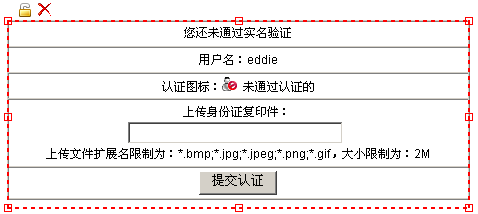 您还未通过实名验证
用户名：eddie
认证图标： 未通过认证的
上传身份证复印件：
上传文件扩展名限制为：*.bmp;*.jpg;*.jpeg;*.png;*.gif，大小限制为：2M
提交认证